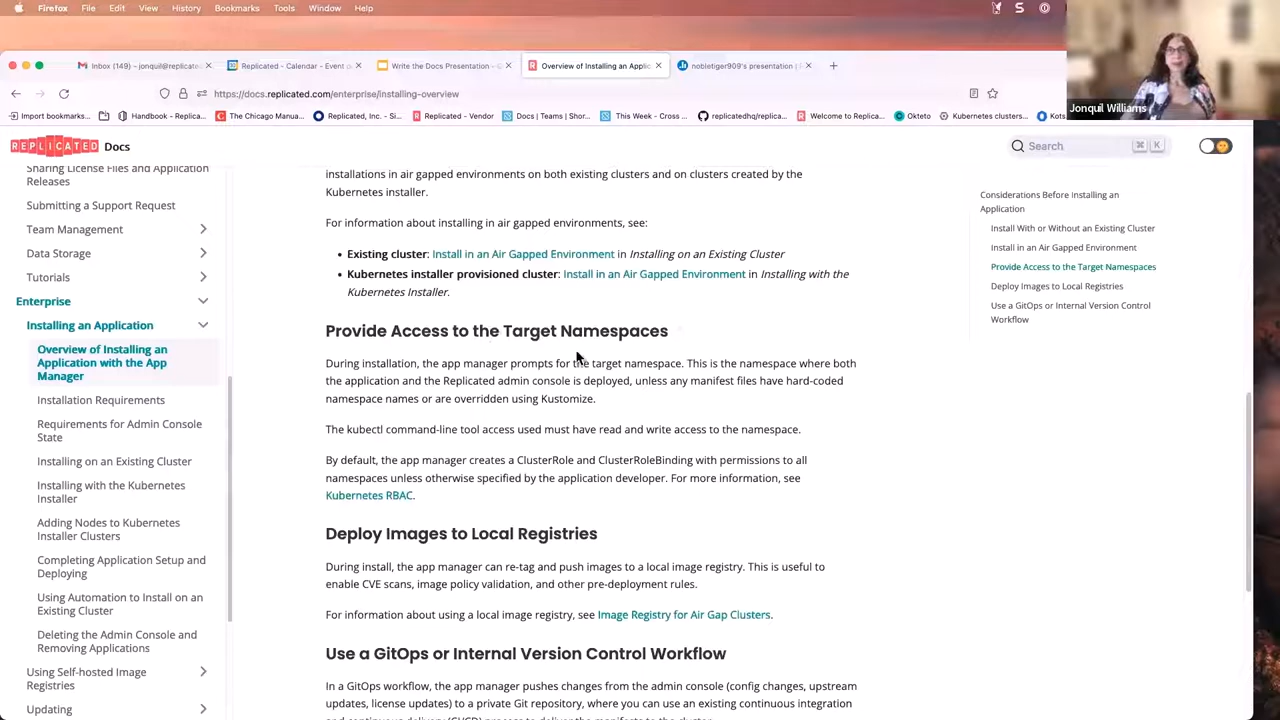 Firefox File Edit View History Bookmarks Tools Window Help
Inbox (149) – jonquil@replicate
Replicated - Calendar - Event
Write the Docs Presentation - G
Overview of Installing an Applic
nobletiger909's presentation |
https://docs.replicated.com/enterprise/installing-overview
Jonquil Williams
Import bookmarks... Handbook - Replica... The Chicago Manua... Replicated, Inc. - Si... Replicated - Vendor Docs | Teams | Shor... This Week - Cross ... replicatedhq/replica... Welcome to Replica... Okteto Kubernetes clusters... Kots
REPLICATED Docs
Search ⌘ K
Sharing License Files and Application
Releases
Submitting a Support Request
Team Management
Data Storage
Tutorials
Enterprise
Installing an Application
Overview of Installing an
Application with the App
Manager
Installation Requirements
Requirements for Admin Console
State
Installing on an Existing Cluster
Installing with the Kubernetes
Installer
Adding Nodes to Kubernetes
Installer Clusters
Completing Application Setup and
Deploying
Using Automation to Install on an
Existing Cluster
Deleting the Admin Console and
Removing Applications
Using Self-hosted Image
Registries
Updating
installations in air gapped environments on both existing clusters and on clusters created by the
Kubernetes installer.
For information about installing in air gapped environments, see:
• Existing cluster: Install in an Air Gapped Environment in Installing on an Existing Cluster
• Kubernetes installer provisioned cluster: Install in an Air Gapped Environment in Installing with the
Kubernetes Installer.
Provide Access to the Target Namespaces
During installation, the app manager prompts for the target namespace. This is the namespace where both
the application and the Replicated admin console is deployed, unless any manifest files have hard-coded
namespace names or are overridden using Kustomize.
The kubectl command-line tool access used must have read and write access to the namespace.
By default, the app manager creates a ClusterRole and ClusterRoleBinding with permissions to all
namespaces unless otherwise specified by the application developer. For more information, see
Kubernetes RBAC.
Deploy Images to Local Registries
During install, the app manager can re-tag and push images to a local image registry. This is useful to
enable CVE scans, image policy validation, and other pre-deployment rules.
For information about using a local image registry, see Image Registry for Air Gap Clusters.
Use a GitOps or Internal Version Control Workflow
In a GitOps workflow, the app manager pushes changes from the admin console (config changes, upstream
updates, license updates) to a private Git repository, where you can use an existing continuous integration
Considerations Before Installing an
Application
Install With or Without an Existing Cluster
Install in an Air Gapped Environment
Provide Access to the Target Namespaces
Deploy Images to Local Registries
Use a GitOps or Internal Version Control
Workflow